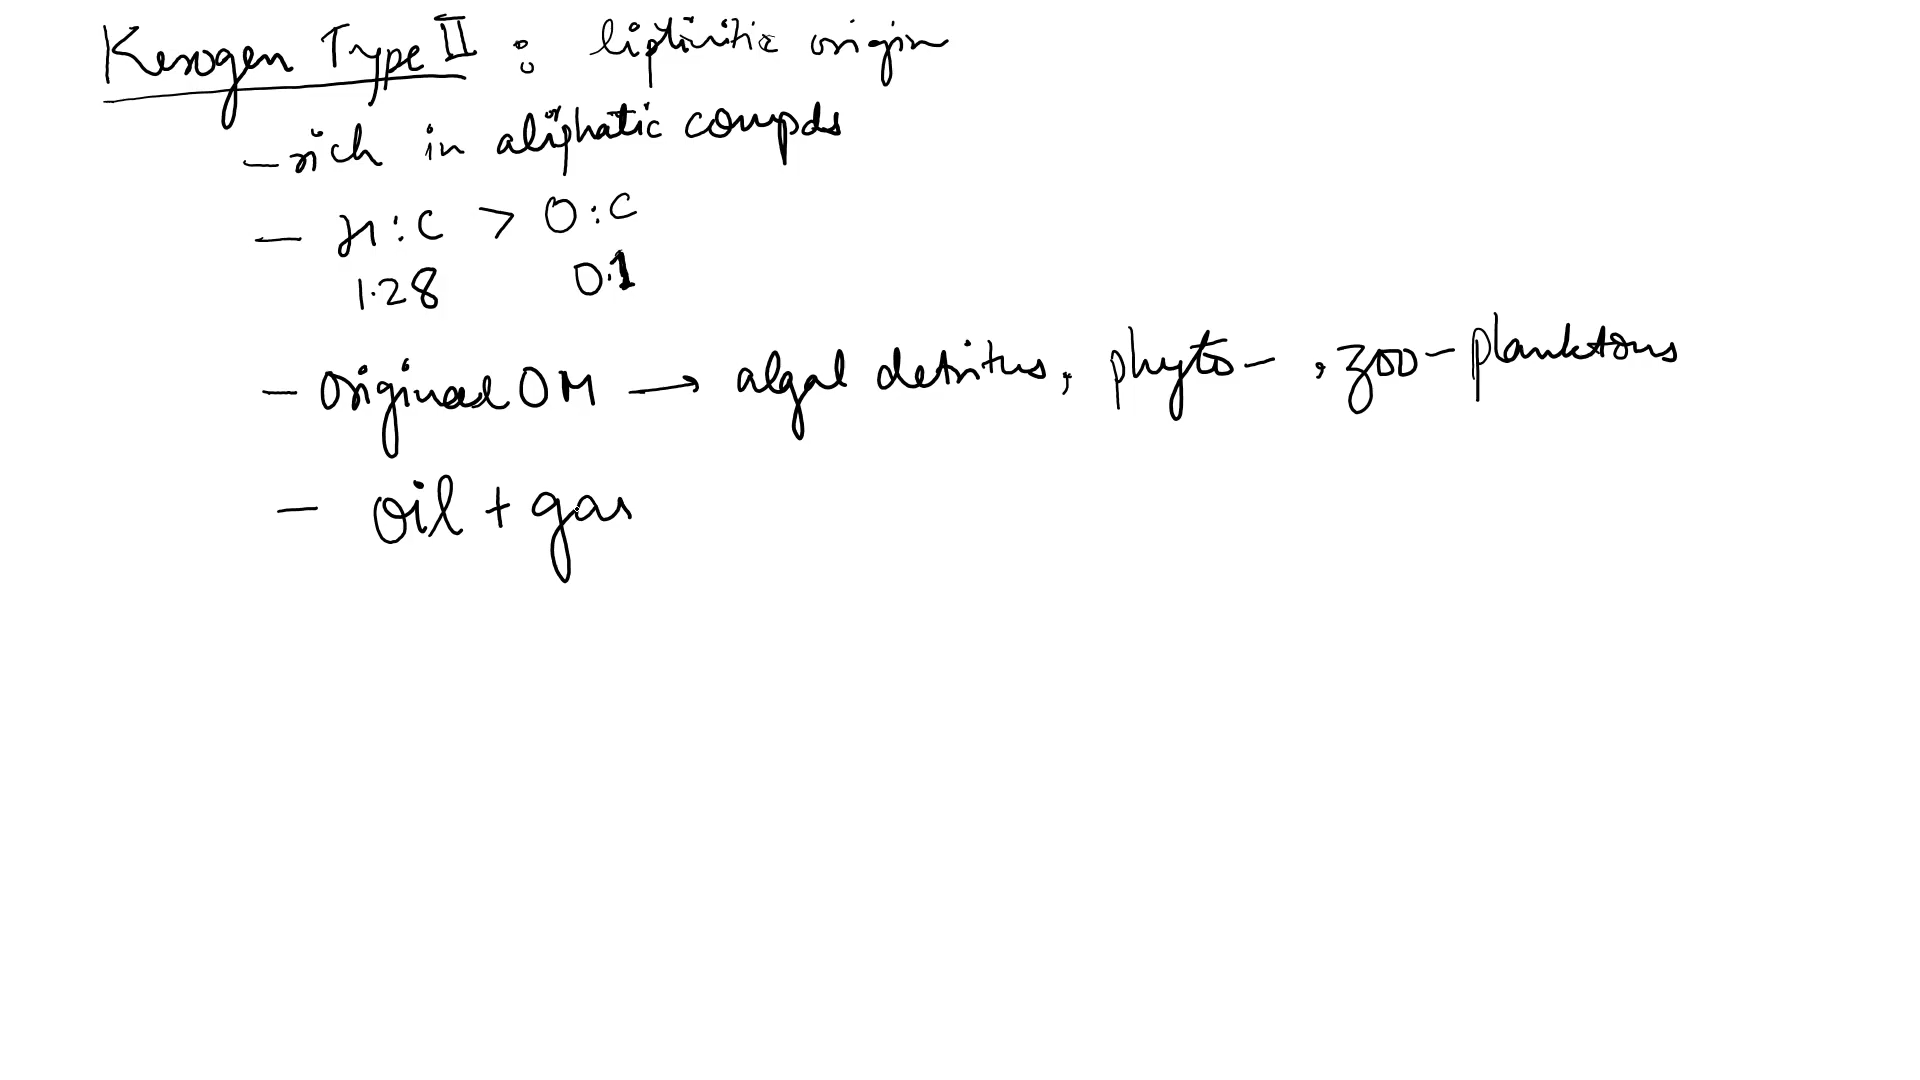 Kerogen Type II : liptinitic origin
- rich in aliphatic compds
- H:C > O:C
1.28 0.1
- Original OM → algal detritus, phyto-, zoo-planktons
- oil + gas